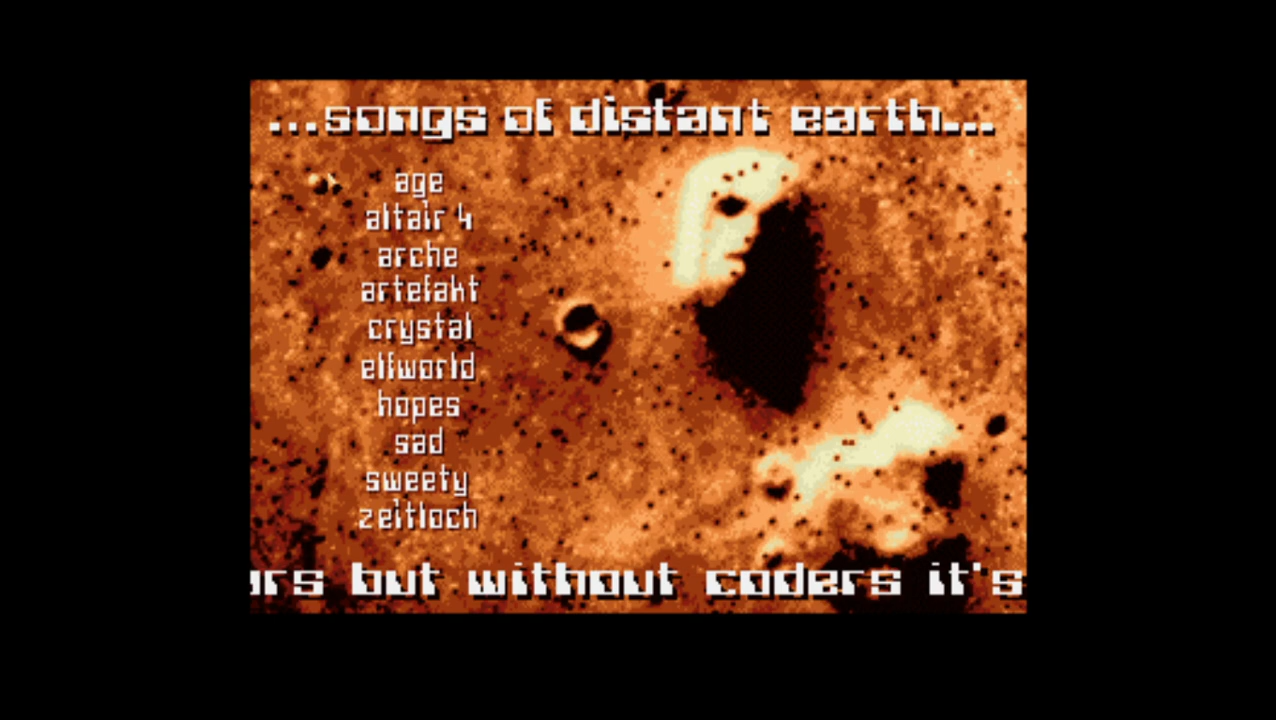 ...songs of distant earth...
age
altair 4
arche
artefakt
crystal
elfworld
hopes
sad
sweety
zeitloch
but without coders it's